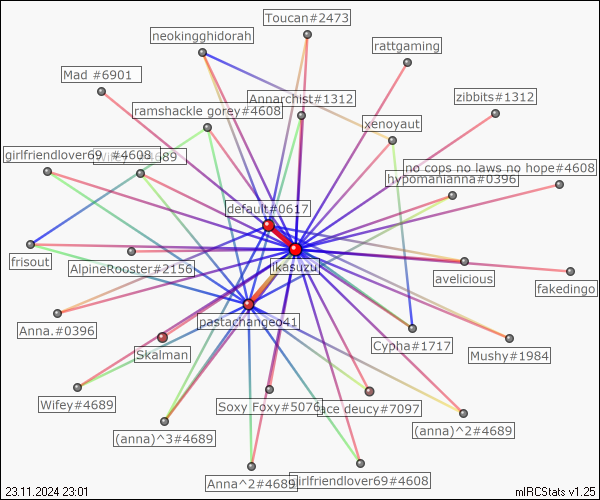 Toucan#2473
neokingghidorah
rattgaming
Mad #6901
Annarchist#1312
zibbits#1312
ramshackle gorey#4608
xenoyaut
girlfriendlover69 #4608
#4689
no cops no laws no hope#4608
hypomanianna#0396
default#0617
frisout
AlpineRooster#2156
ikasuzu
avelicious
fakedingo
Anna.#0396
pastachangeo41
Skalman
Cypha#1717
Mushy#1984
Wifey#4689
Soxy Foxy#5076
ace deucy#7097
(anna)^3#4689
(anna)^2#4689
Anna^2#4689
girlfriendlover69#4608
23.11.2024 23:01
mIRCStats v1.25